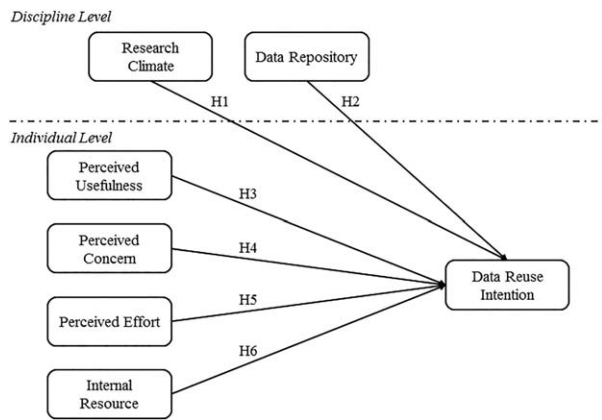 Discipline Level
Research
Climate
Data Repository
H1
H2
Individual Level
Perceived
Usefulness
H3
Perceived
Concern
H4
Data Reuse
Intention
Perceived Effort
H5
H6
Internal
Resource